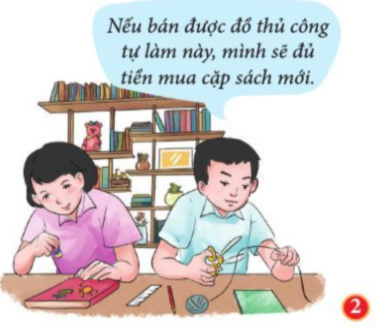 Nếu bán được đồ thủ công
tự làm này, mình sẽ đủ
tiền mua cặp sách mới.
2